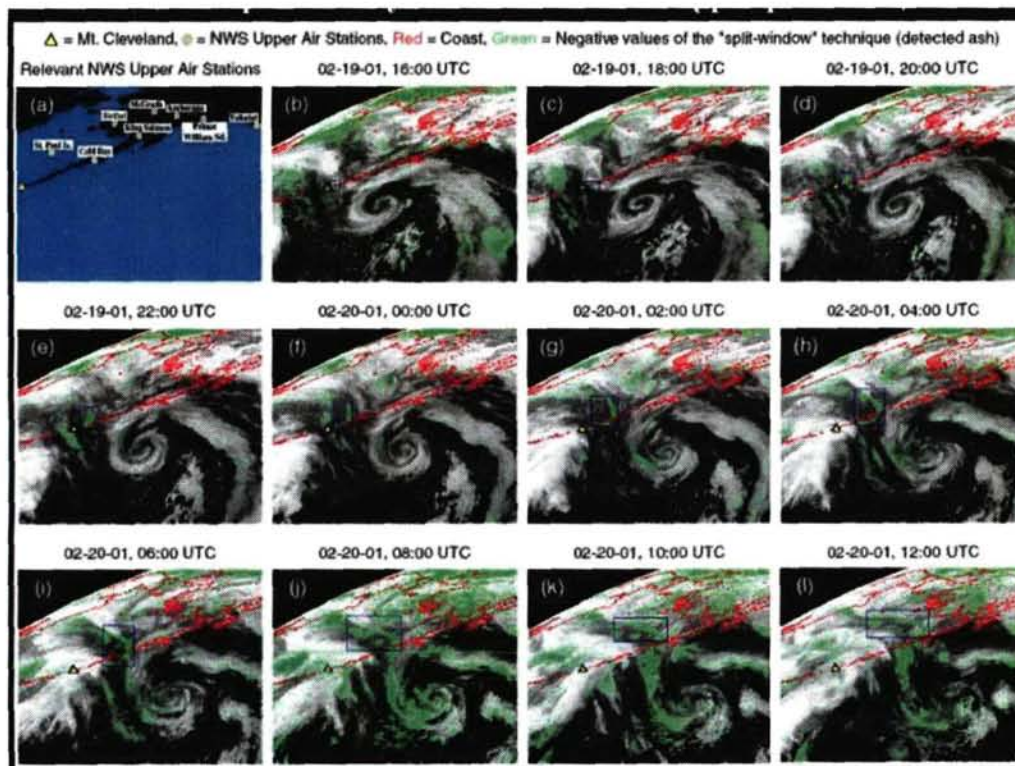 = Mt. Cleveland, = NWS Upper Air Stations, Red = Coast, Green = Negative values of the "split-window" technique (detected ash)
Relevant NWS Upper Air Stations
02-19-01, 16:00 UTC
02-19-01, 18:00 UTC
02-19-01, 20:00 UTC
(a)
McGrath
Anchorage
Bethel
King Salmon
Prince
William Sd.
Yakutat
St. Paul Is.
Cold Bay
(b)
(c)
(d)
02-19-01, 22:00 UTC
02-20-01, 00:00 UTC
02-20-01, 02:00 UTC
02-20-01, 04:00 UTC
(e)
(f)
(g)
(h)
02-20-01, 06:00 UTC
02-20-01, 08:00 UTC
02-20-01, 10:00 UTC
02-20-01, 12:00 UTC
(i)
(j)
(k)
(l)